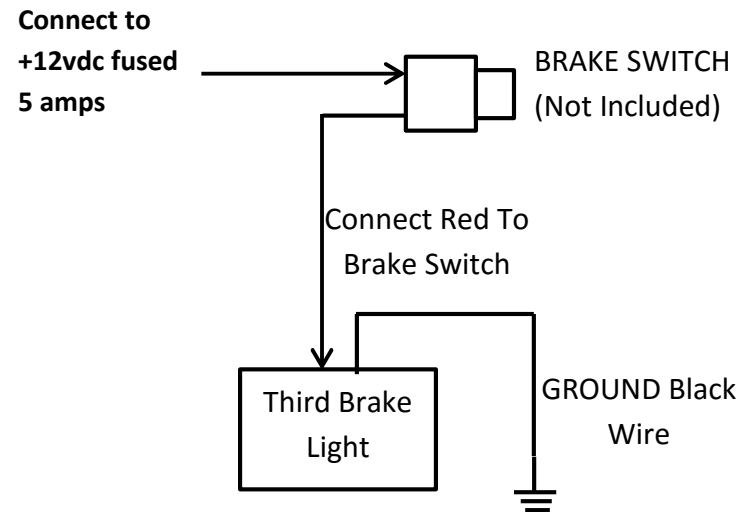 Connect to
+12vdc fused
5 amps
BRAKE SWITCH
(Not Included)
Connect Red To
Brake Switch
Third Brake
Light
GROUND Black
Wire